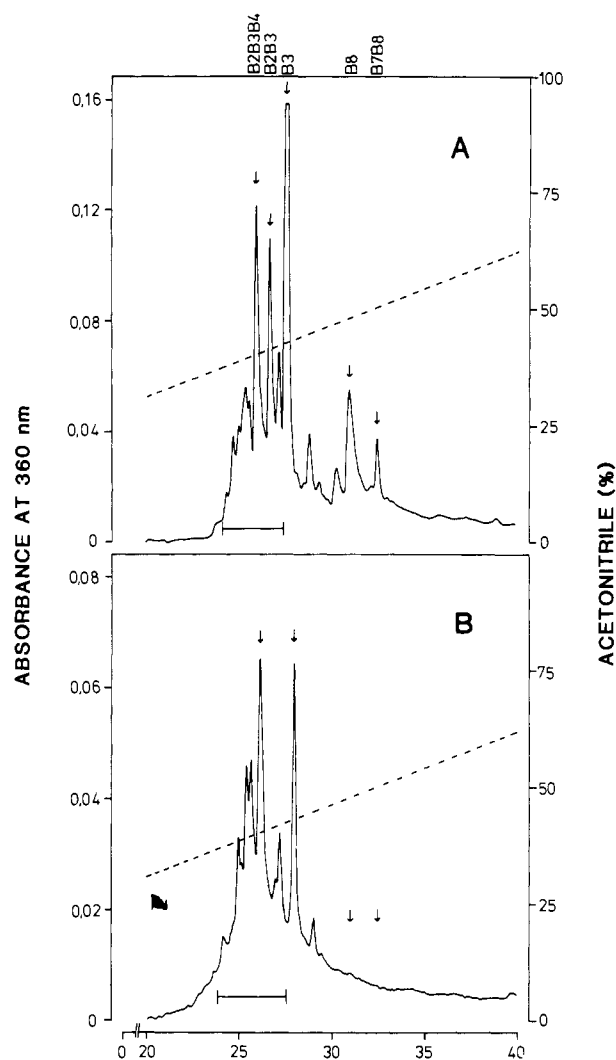 B2B3B4
B2B3
B3
B8
B7B8
A
0,16
0,12
0,08
0,04
0
100
75
50
25
0
B
0,08
0,06
0,04
0,02
0
75
50
25
0
0 20 25 30 35 40
ABSORBANCE AT 360 nm
ACETONITRILE (%)